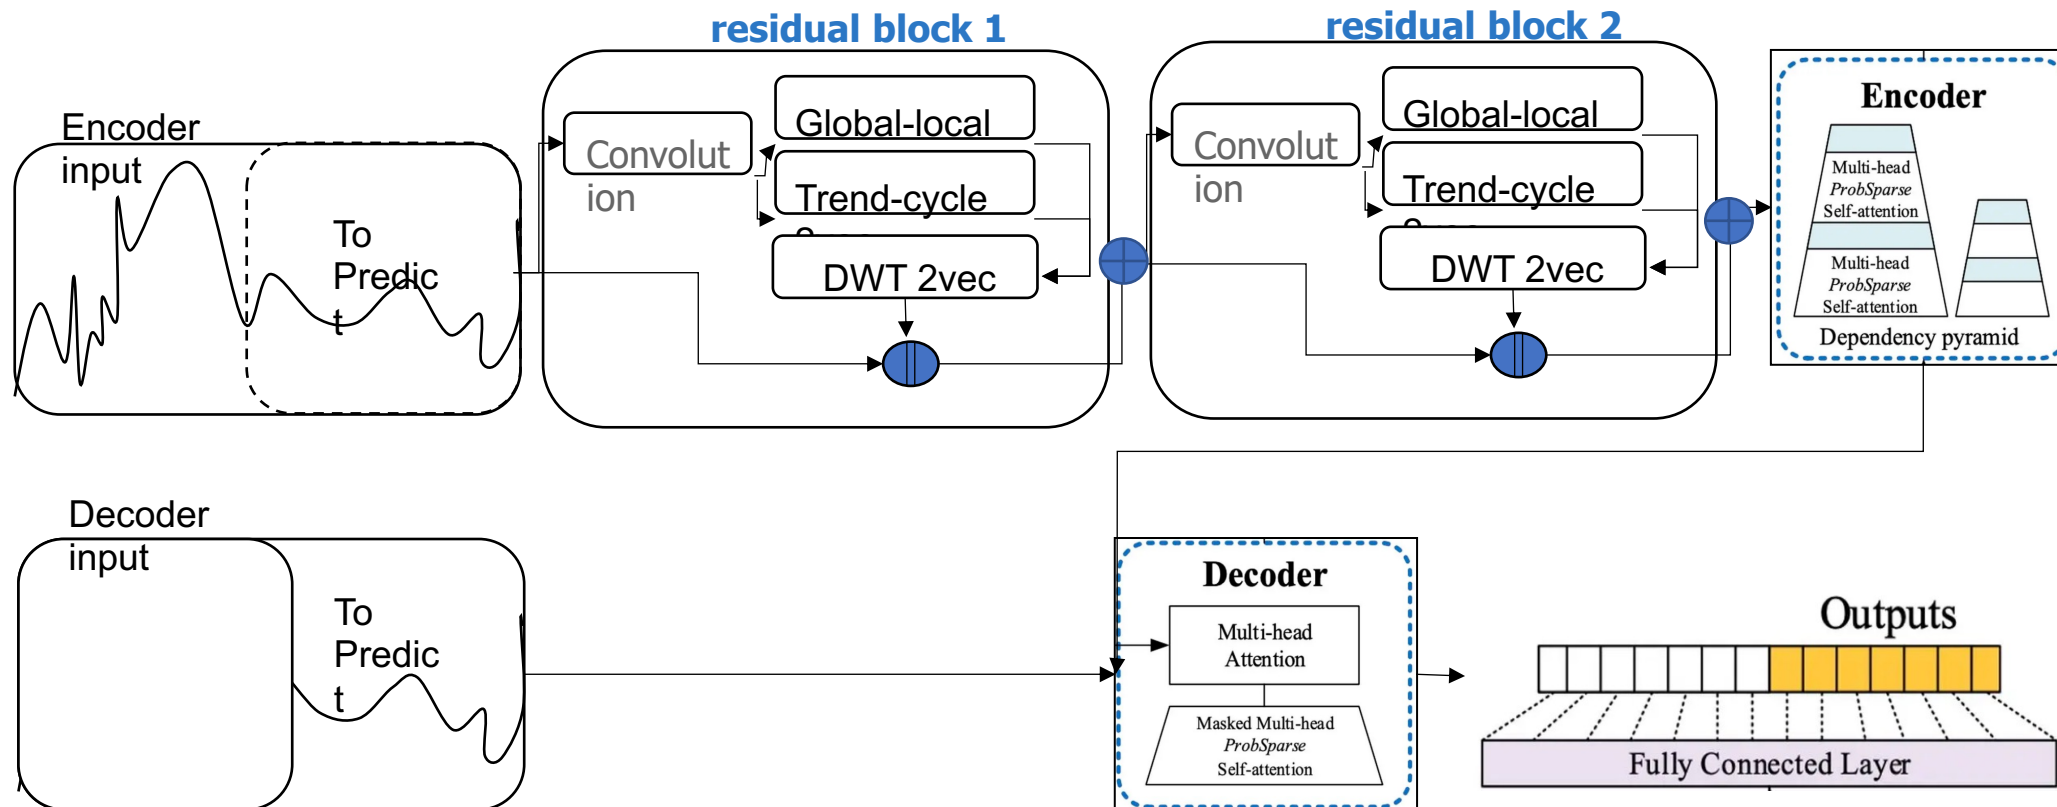 residual block 1
residual block 2
Encoder
input
To
Predic
t
Convolut
ion
Global-local
Trend-cycle
DWT 2vec
Convolut
ion
Global-local
Trend-cycle
DWT 2vec
Encoder
Multi-head
ProbSparse
Self-attention
Multi-head
ProbSparse
Self-attention
Dependency pyramid
Decoder
input
To
Predic
t
Decoder
Multi-head
Attention
Masked Multi-head
ProbSparse
Self-attention
Outputs
Fully Connected Layer